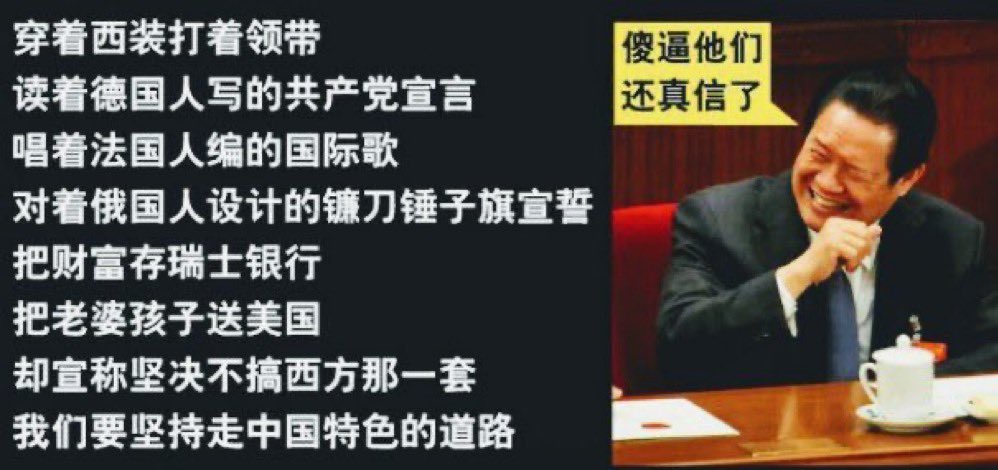 穿着西装打着领带
读着德国人写的共产党宣言
唱着法国人编的国际歌
对着俄国人设计的镰刀锤子旗宣誓
把财富存瑞士银行
把老婆孩子送美国
却宣称坚决不搞西方那一套
我们要坚持走中国特色的道路
傻逼他们
还真信了